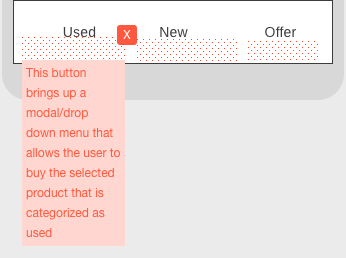 Used X New Offer
This button
brings up a
modal/drop
down menu that
allows the user to
buy the selected
product that is
categorized as
used